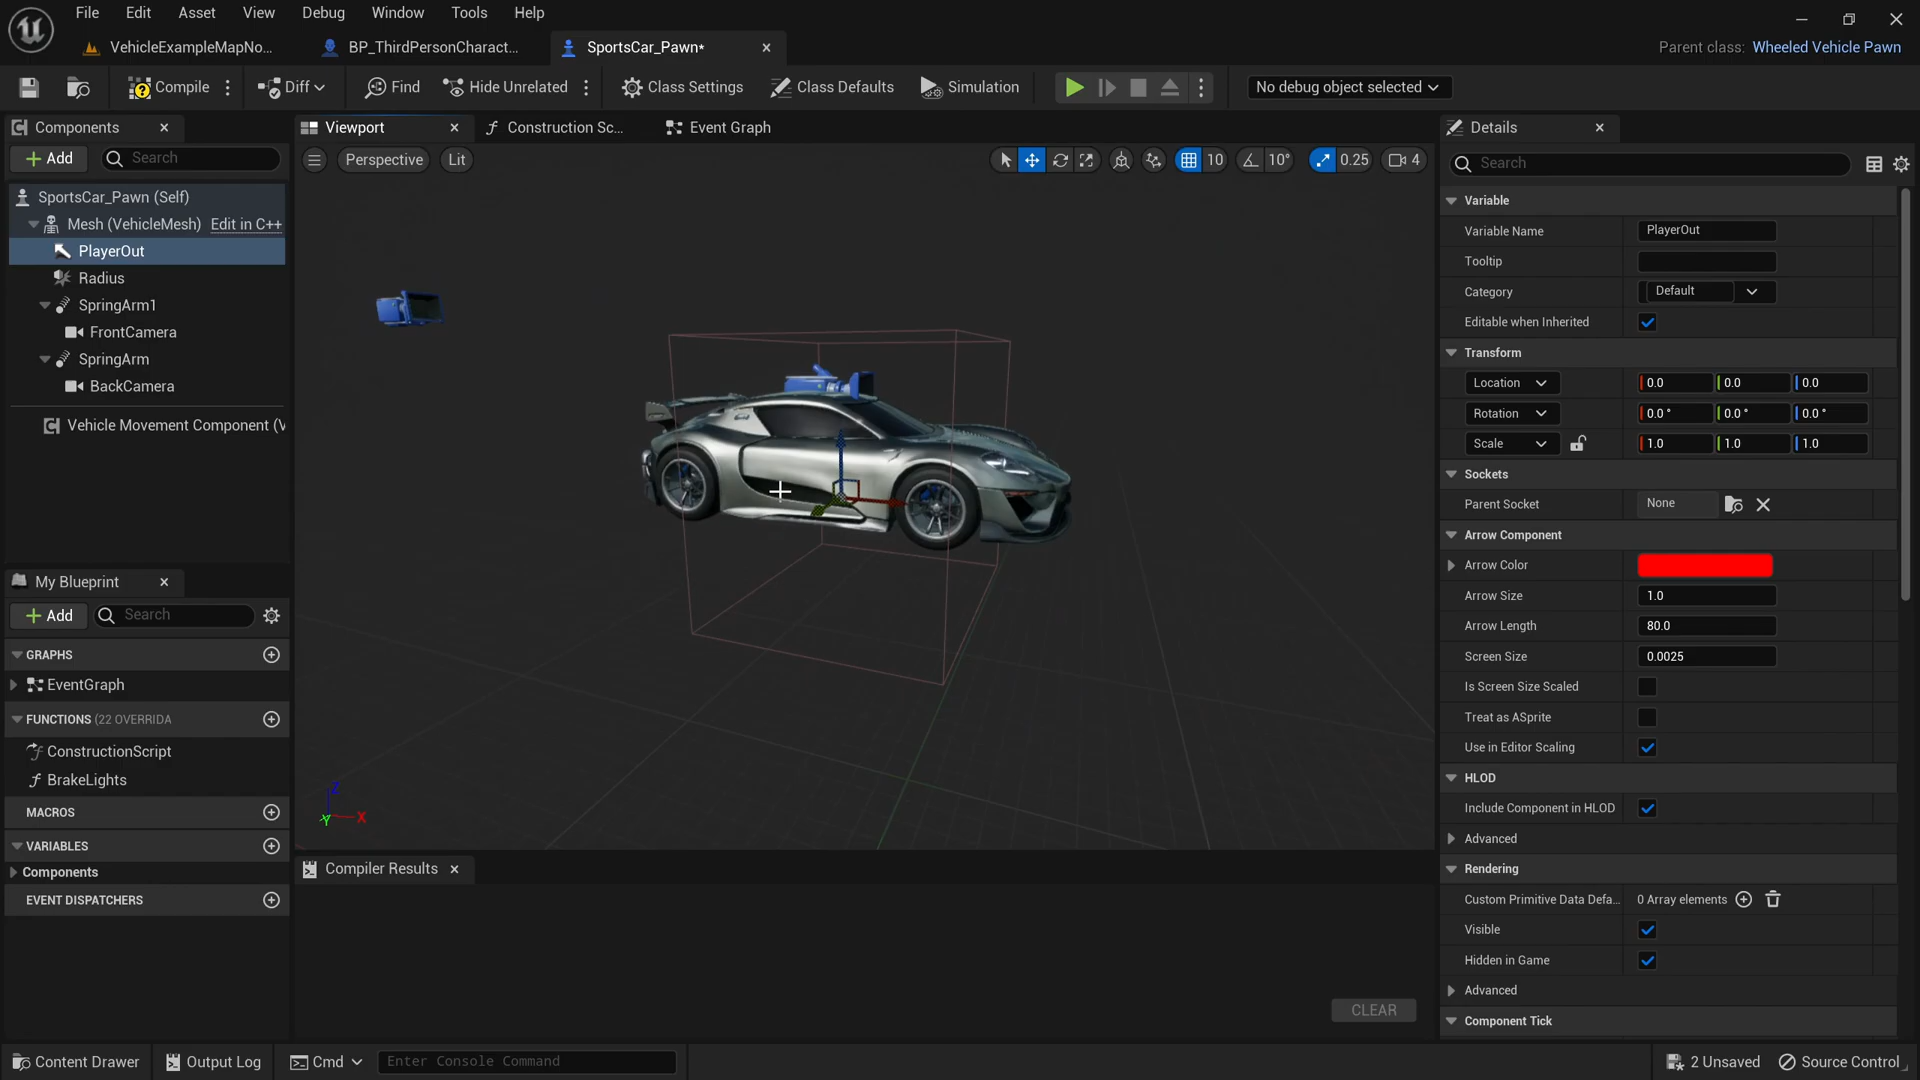 File Edit Asset View Debug Window Tools Help
VehicleExampleMapNo... BP_ThirdPersonCharact... SportsCar_Pawn* Parent class: Wheeled Vehicle Pawn
Compile Diff Find Hide Unrelated Class Settings Class Defaults Simulation No debug object selected
Components Viewport Construction Sc... Event Graph Details
Add Search Perspective Lit 10 10° 0.25 4 Search
SportsCar_Pawn (Self)
Mesh (VehicleMesh) Edit in C++
PlayerOut
Radius
SpringArm1
FrontCamera
SpringArm
BackCamera
Vehicle Movement Component (V
My Blueprint
Add Search
GRAPHS
EventGraph
FUNCTIONS (22 OVERRIDA
ConstructionScript
BrakeLights
MACROS
VARIABLES
Components
EVENT DISPATCHERS
Z
Y X
Compiler Results
CLEAR
Variable
Variable Name PlayerOut
Tooltip
Category Default
Editable when Inherited
Transform
Location 0.0 0.0 0.0
Rotation 0.0 ° 0.0 ° 0.0 °
Scale 1.0 1.0 1.0
Sockets
Parent Socket None
Arrow Component
Arrow Color
Arrow Size 1.0
Arrow Length 80.0
Screen Size 0.0025
Is Screen Size Scaled
Treat as ASprite
Use in Editor Scaling
HLOD
Include Component in HLOD
Advanced
Rendering
Custom Primitive Data Defa... 0 Array elements
Visible
Hidden in Game
Advanced
Component Tick
Content Drawer Output Log Cmd Enter Console Command 2 Unsaved Source Control